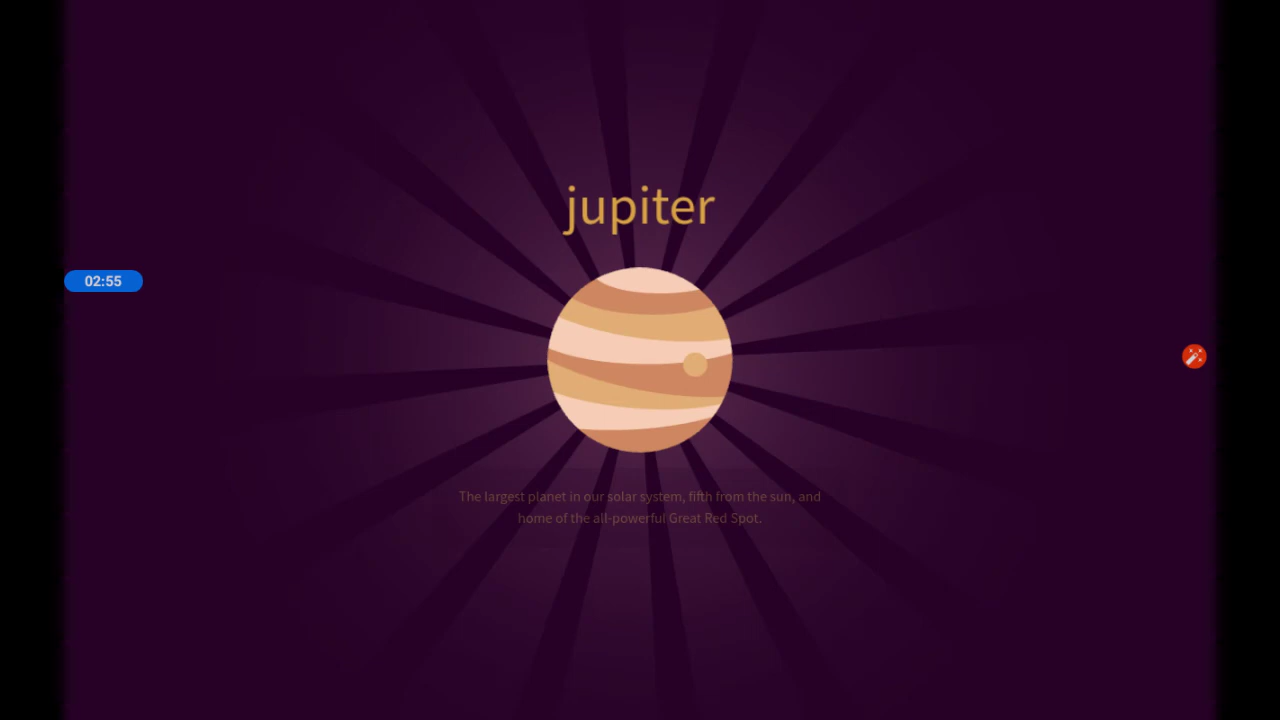 jupiter
02:55
The largest planet in our solar system, fifth from the sun, and
home of the all-powerful Great Red Spot.